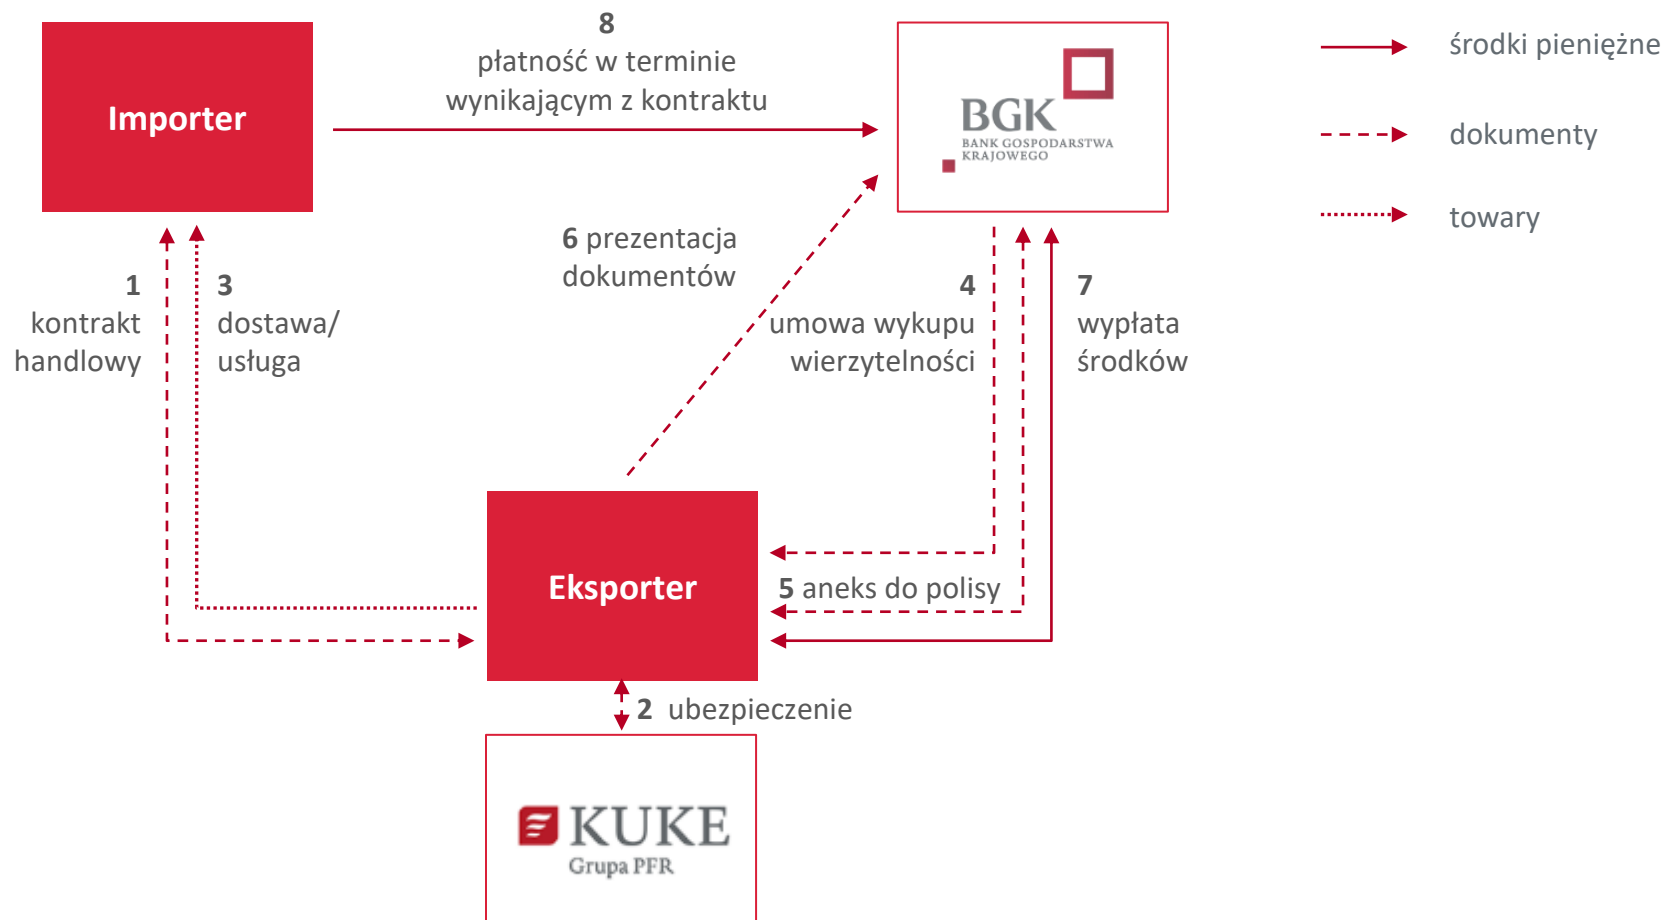 8
płatność w terminie
wynikającym z kontraktu
Importer
BGK
BANK GOSPODARSTWA
KRAJOWEGO
środki pieniężne
dokumenty
towary
6 prezentacja
dokumentów
1
kontrakt
handlowy
3
dostawa/
usługa
4
umowa wykupu
wierzytelności
7
wypłata
środków
Eksporter
5 aneks do polisy
2 ubezpieczenie
KUKE
Grupa PFR